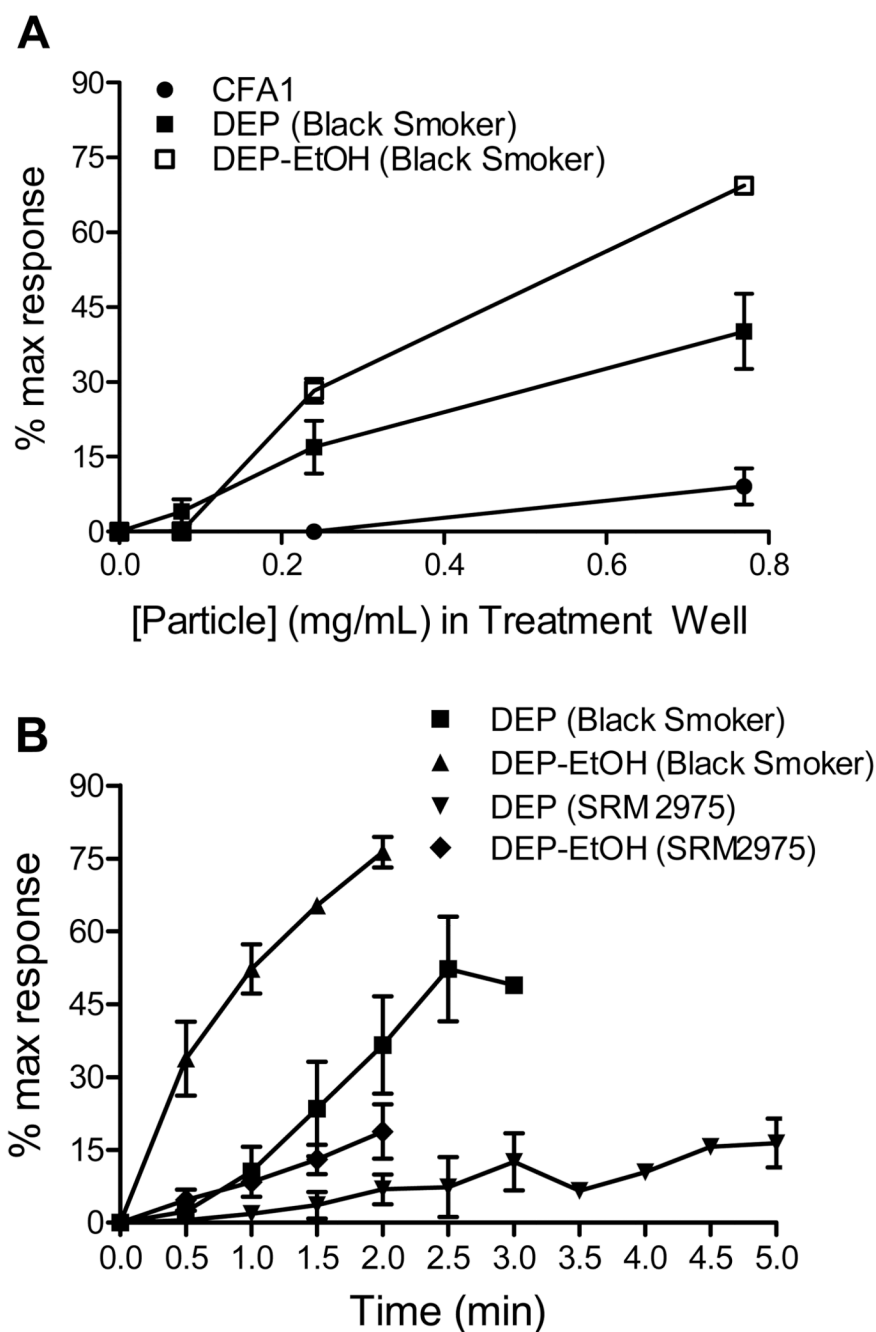 A
90
75
60
45
30
15
0
% max response
CFA1
DEP (Black Smoker)
DEP-EtOH (Black Smoker)
0.0 0.2 0.4 0.6 0.8
[Particle] (mg/mL) in Treatment Well
B
DEP (Black Smoker)
DEP-EtOH (Black Smoker)
DEP (SRM 2975)
DEP-EtOH (SRM2975)
90
75
60
45
30
15
0
% max response
0.0 0.5 1.0 1.5 2.0 2.5 3.0 3.5 4.0 4.5 5.0
Time (min)